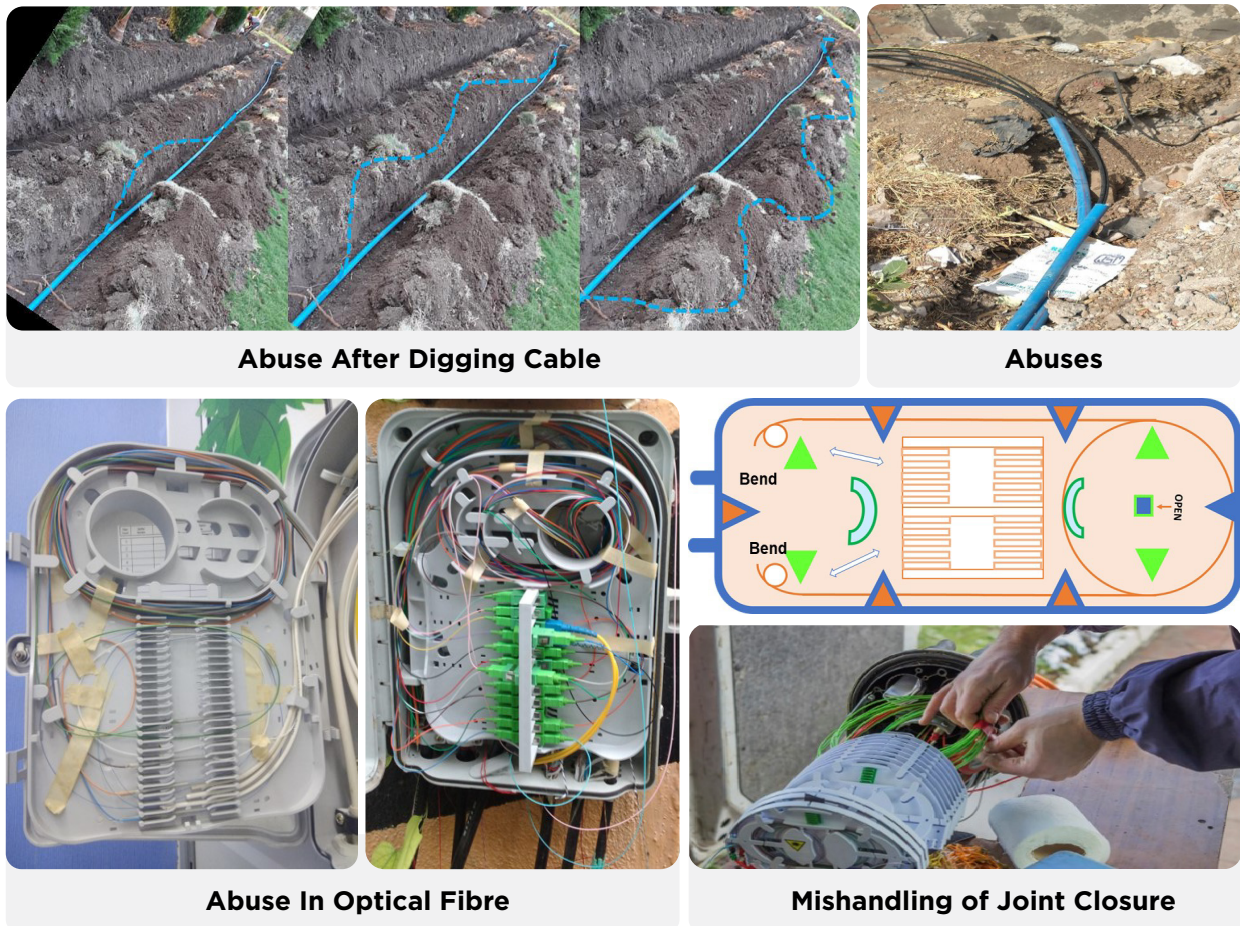 Abuse After Digging Cable
Abuses
Bend
OPEN
Bend
Abuse In Optical Fibre
Mishandling of Joint Closure